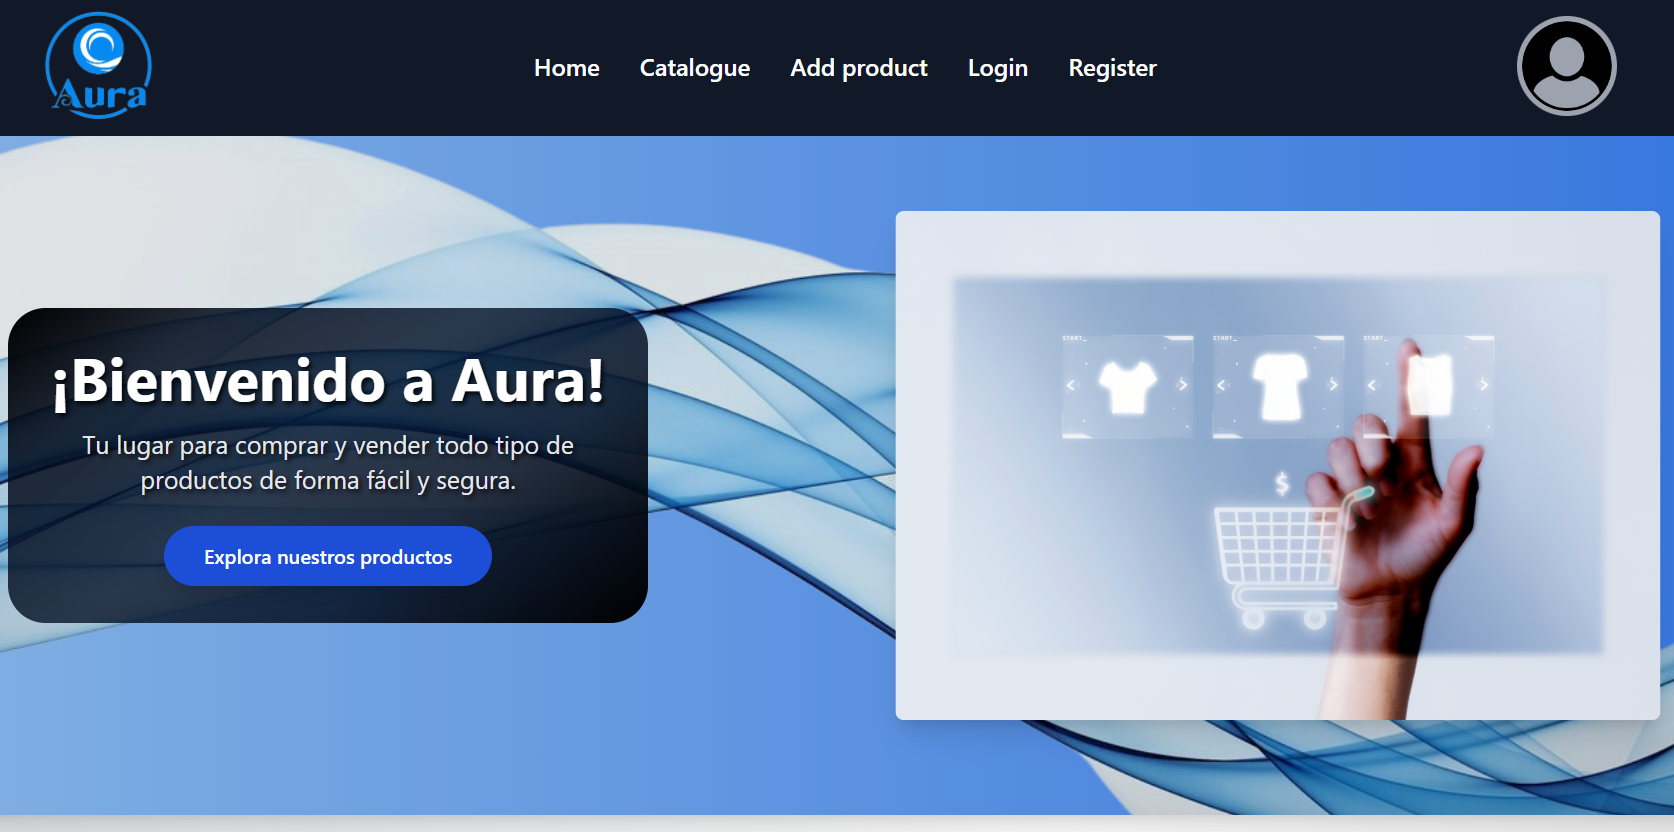 Aura
Home
Catalogue
Add product
Login
Register
¡Bienvenido a Aura!
Tu lugar para comprar y vender todo tipo de
productos de forma fácil y segura.
Explora nuestros productos
START_
START_
START_
$